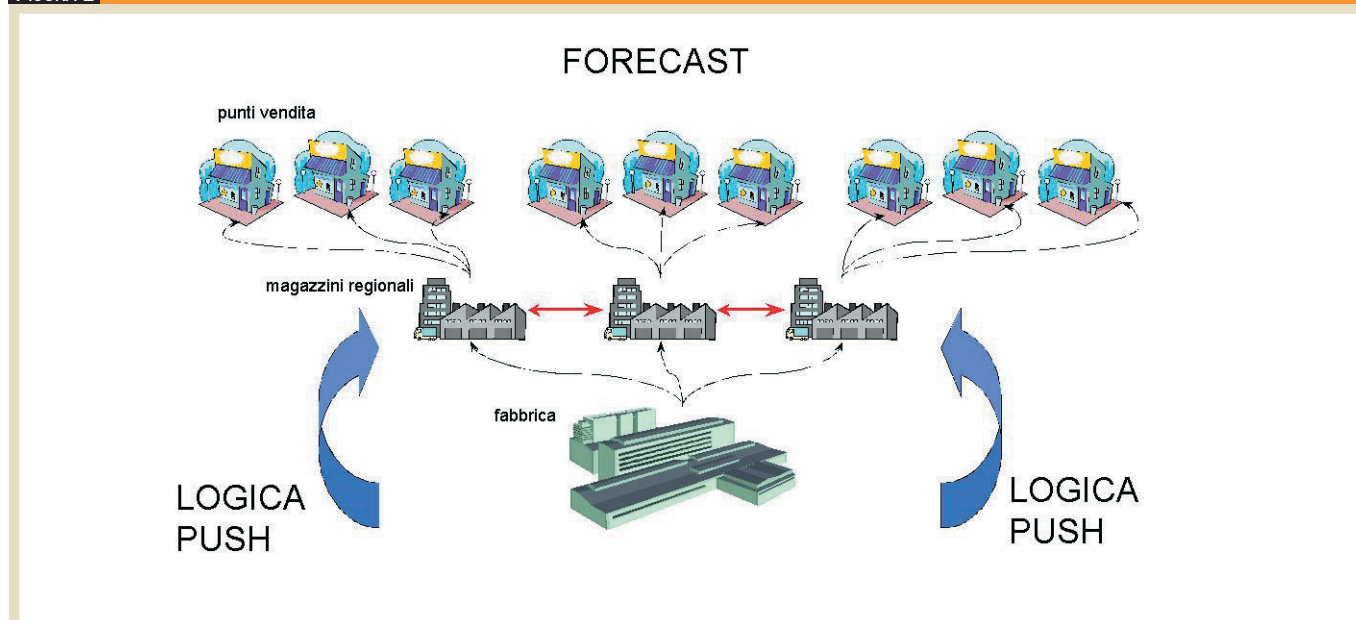 FORECAST
punti vendita
magazzini regionali
fabbrica
LOGICA
PUSH
LOGICA
PUSH